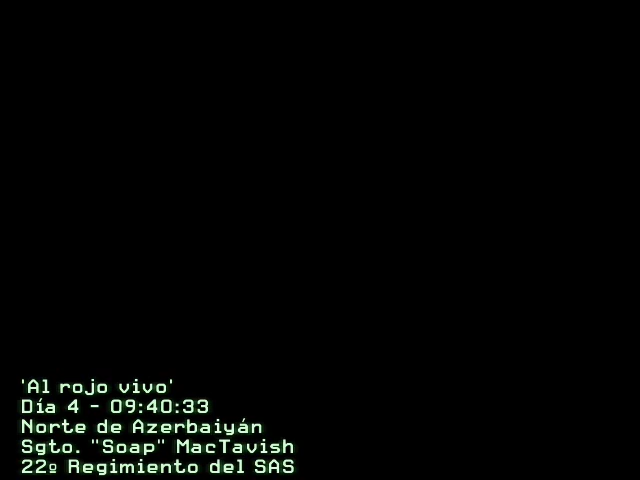 'Al rojo vivo'
Día 4 - 09:40:33
Norte de Azerbaiyán
Sgto. "Soap" MacTavish
22º Regimiento del SAS